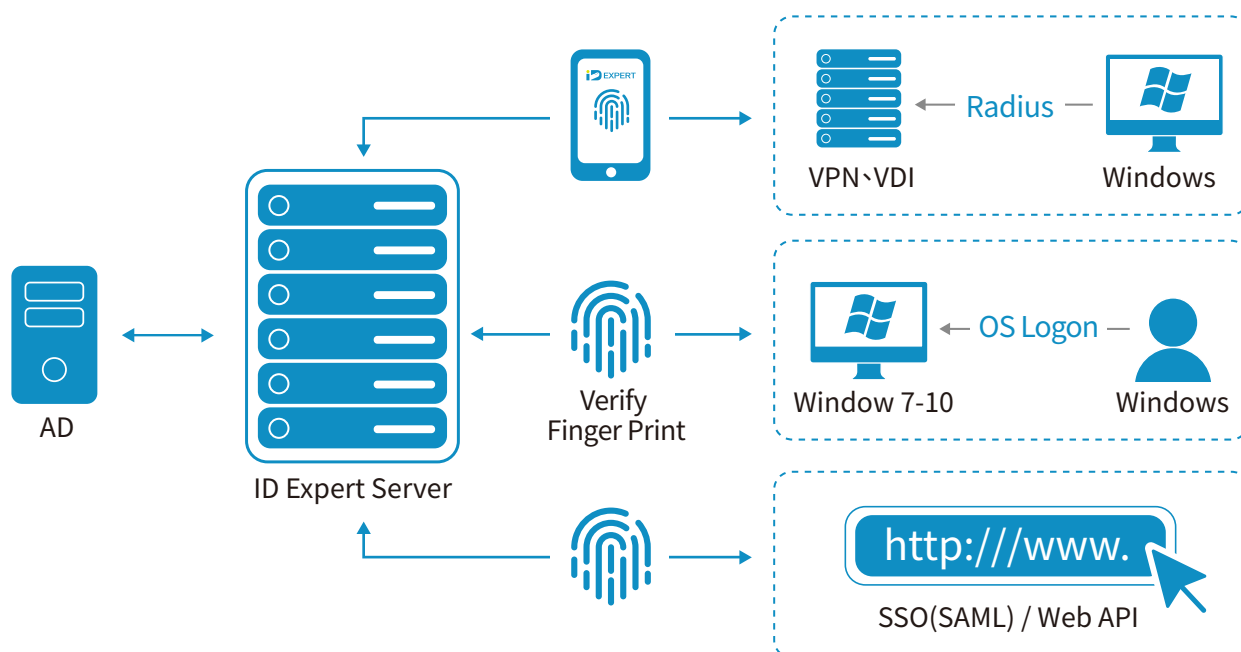 iD EXPERT
Radius
VPN、VDI
Windows
AD
ID Expert Server
Verify
Finger Print
OS Logon
Window 7-10
Windows
http:///www.
SSO(SAML) / Web API